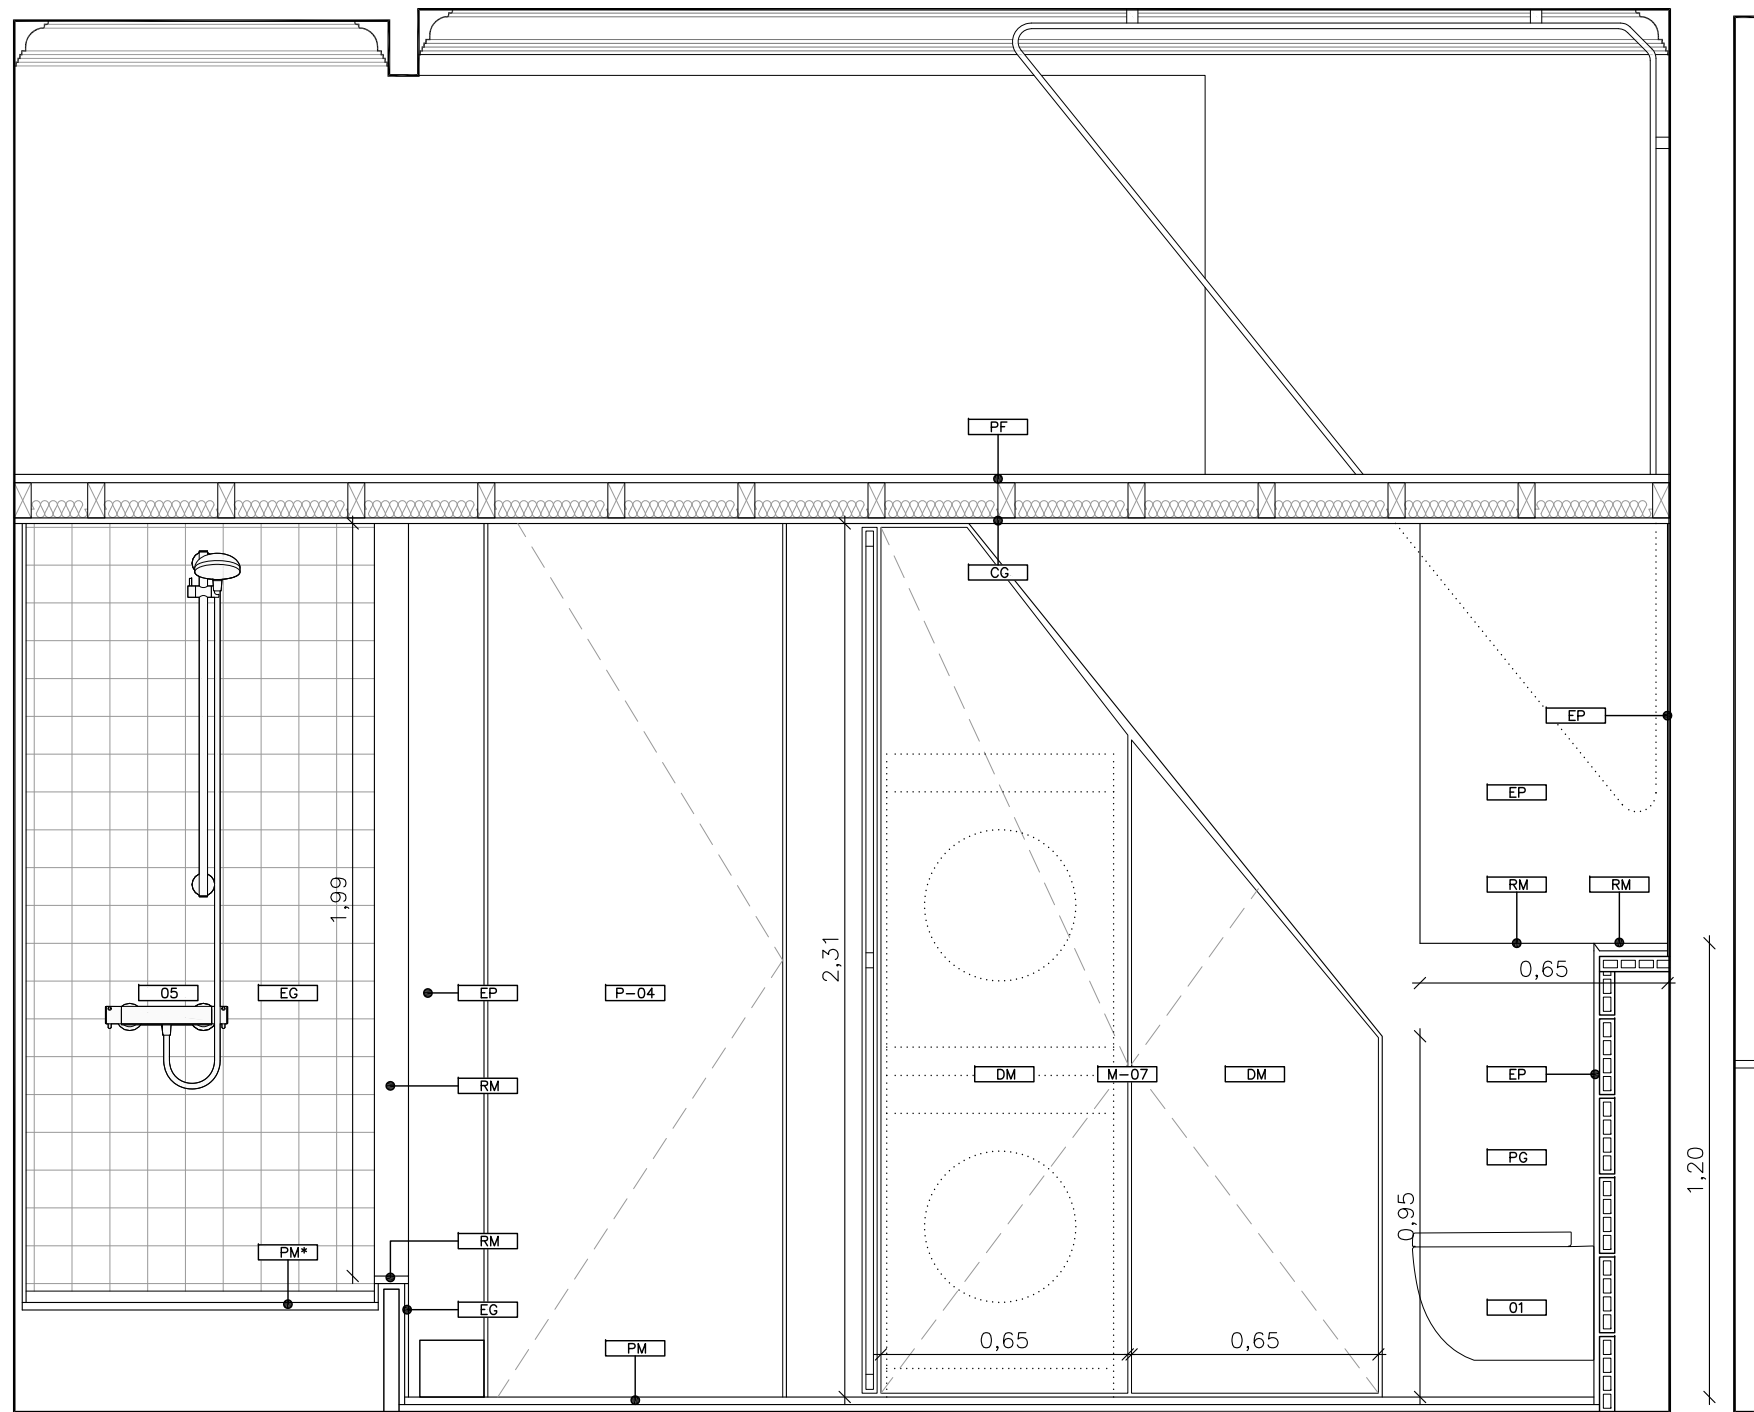 PF
CG
EP
EP
1,99
RM
RM
2,31
0,65
05
EG
EP
P-04
DM
M-07
DM
EP
RM
PG
1,20
0,95
RM
PM*
EG
01
PM
0,65
0,65